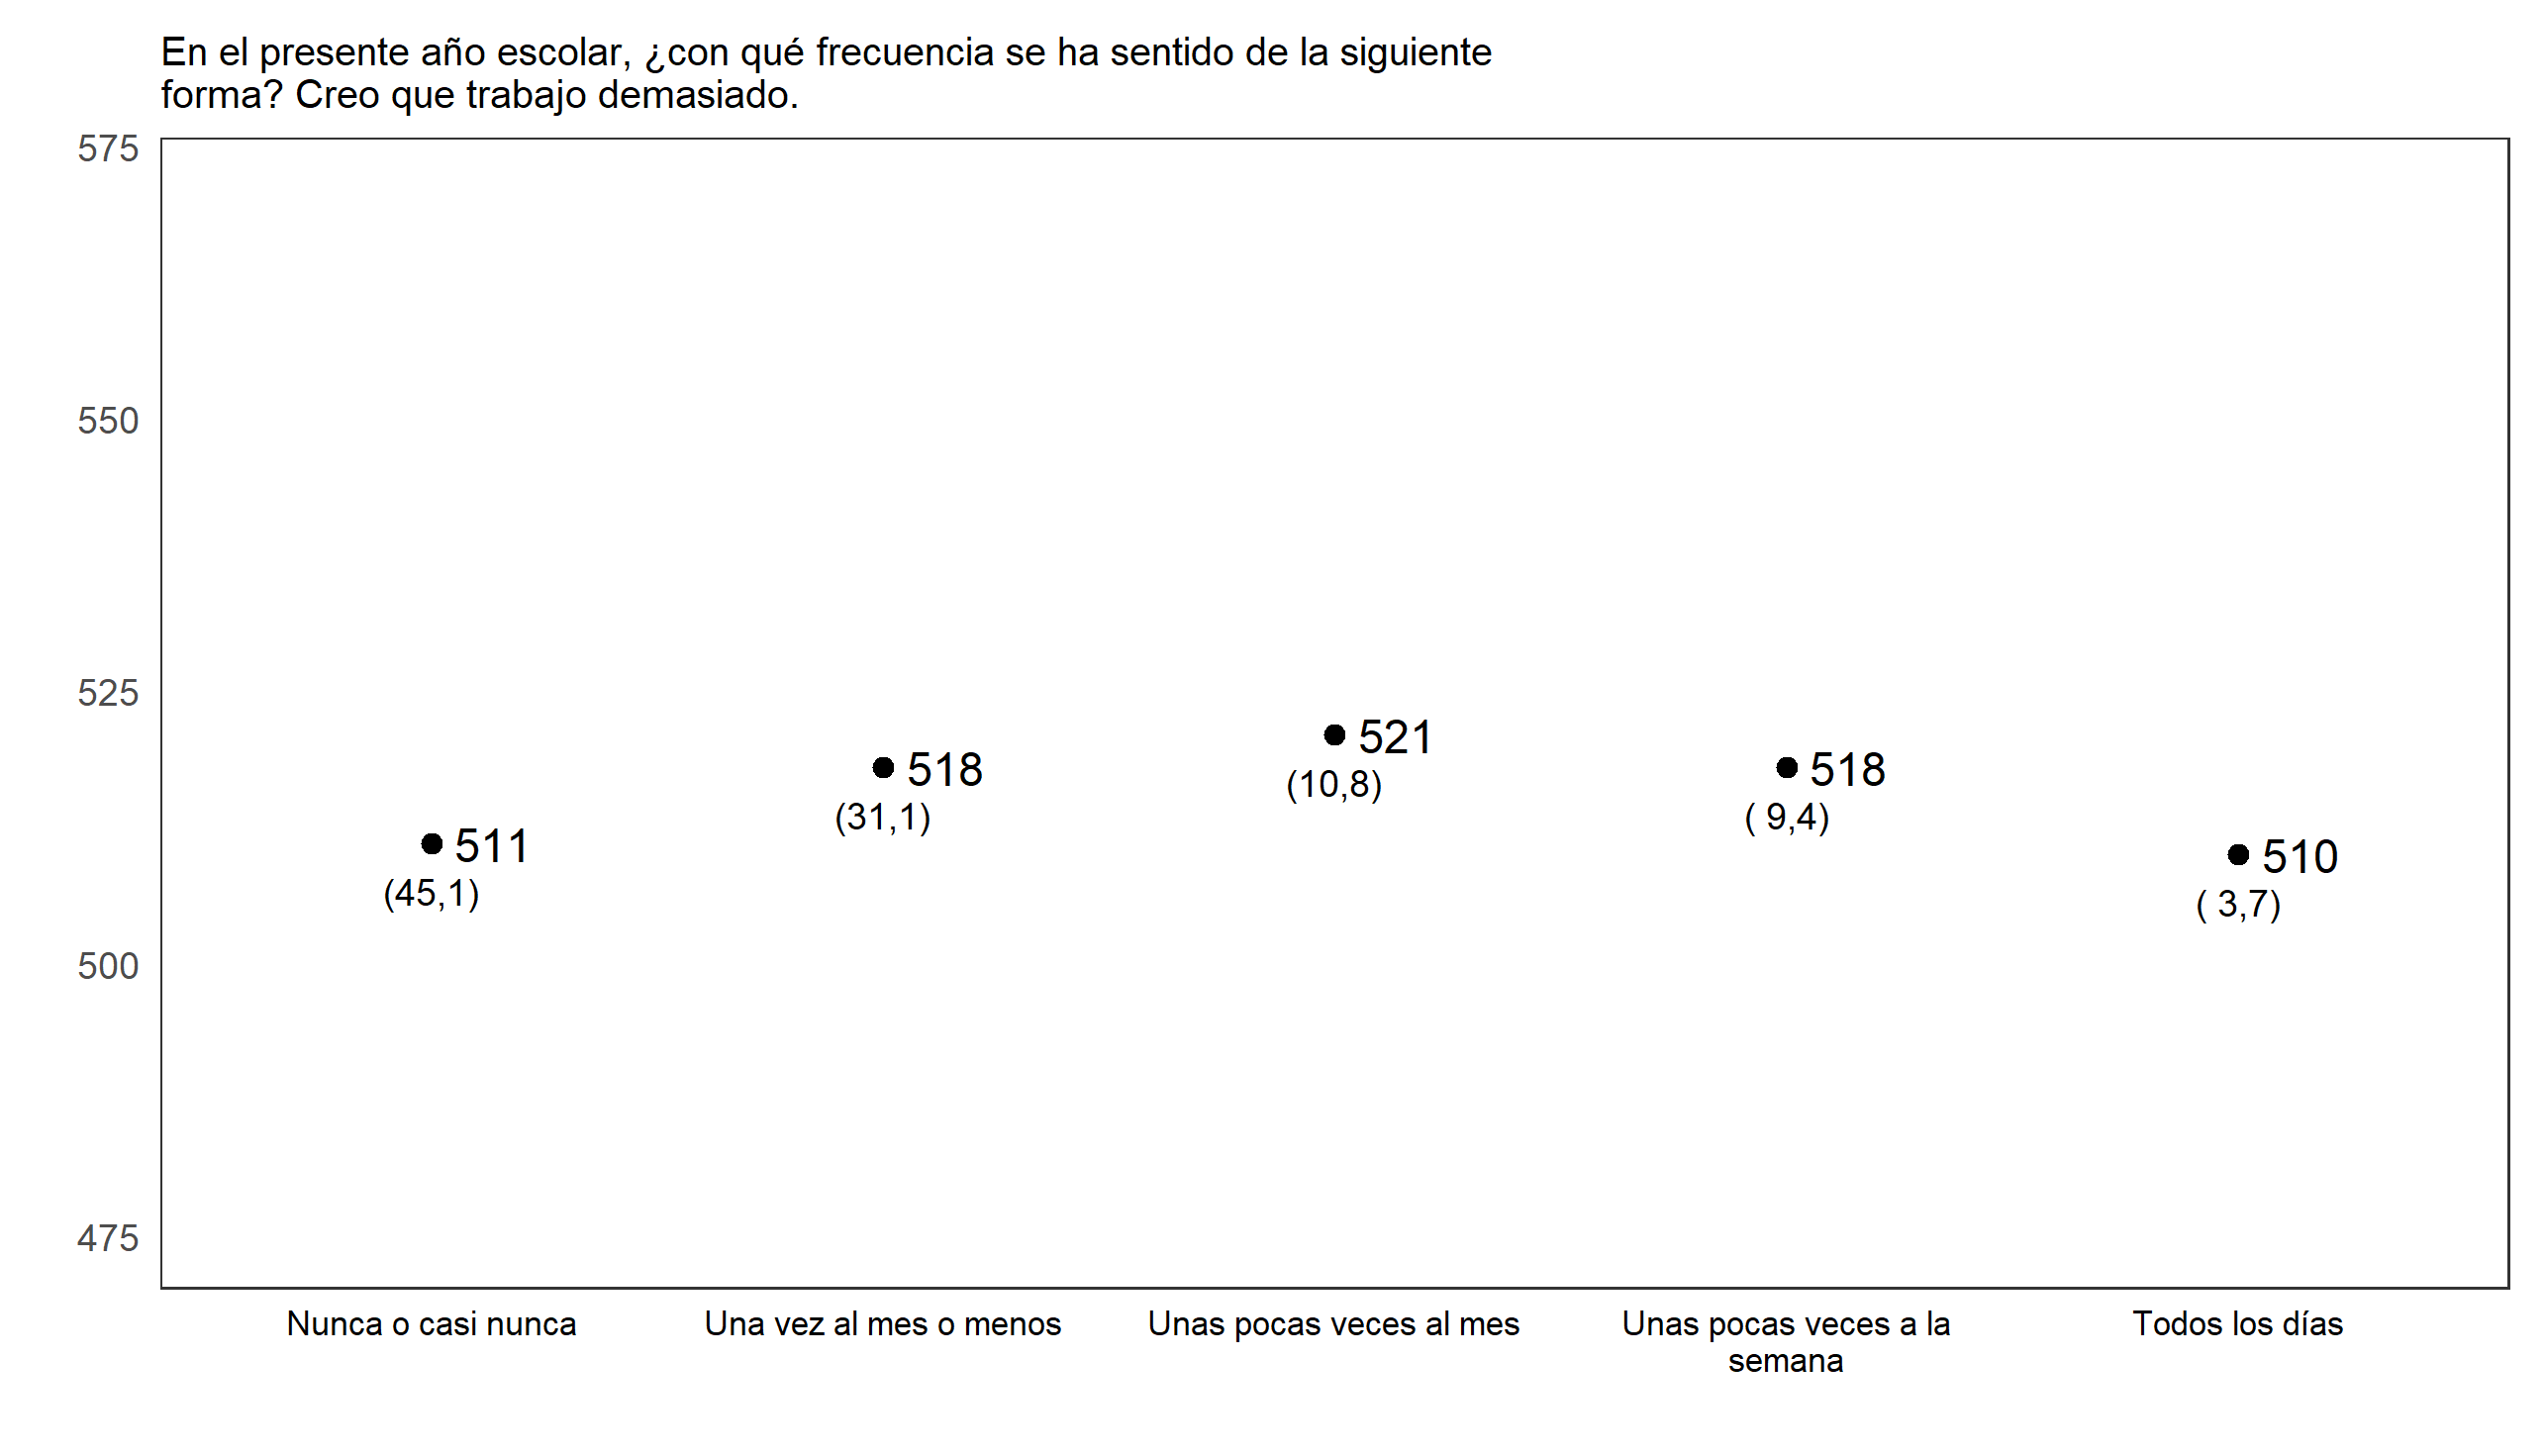 En el presente año escolar, ¿con qué frecuencia se ha sentido de la siguiente
forma? Creo que trabajo demasiado.
575
550
525
500
475
511
(45,1)
518
(31,1)
521
(10,8)
518
( 9,4)
510
( 3,7)
Nunca o casi nunca
Una vez al mes o menos
Unas pocas veces al mes
Unas pocas veces a la
semana
Todos los días